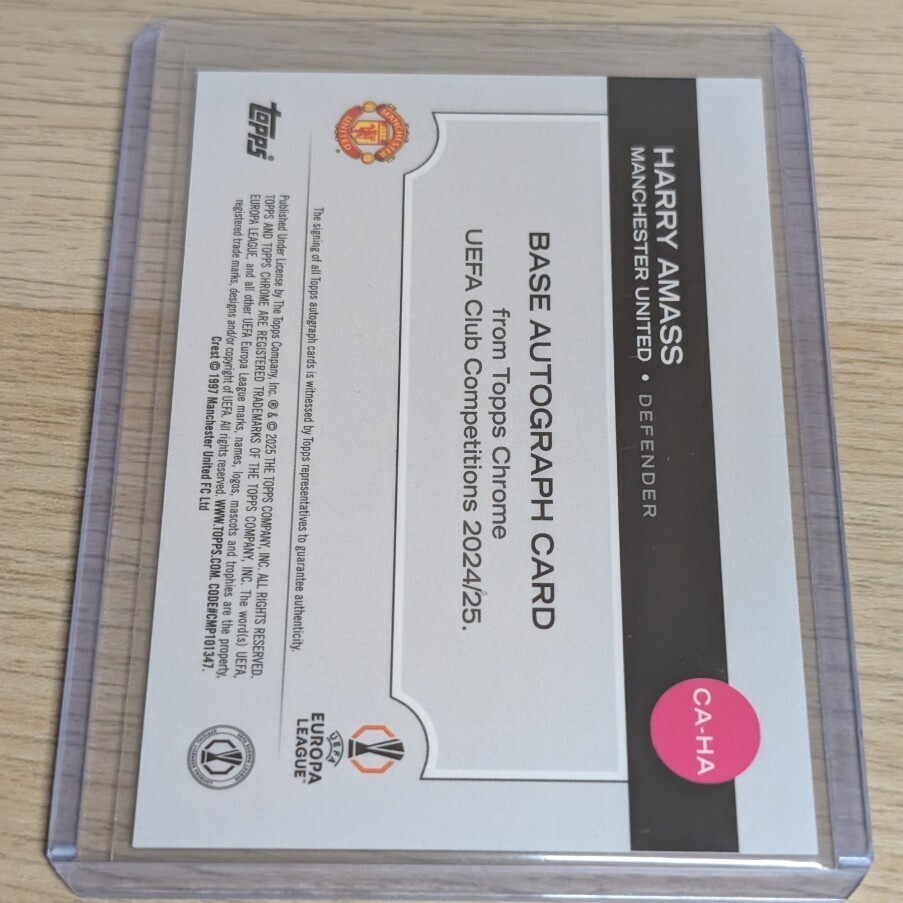 HARRY AMASS
MANCHESTER UNITED • DEFENDER
CA-HA
BASE AUTOGRAPH CARD
from Topps Chrome
UEFA Club Competitions 2024/25.
MANCHESTER
UNITED
UEFA
EUROPA
LEAGUE™
The signing of all Topps autograph cards is witnessed by Topps representatives to guarantee authenticity.
topps®
Published Under License by The Topps Company, Inc. ® & © 2025 THE TOPPS COMPANY, INC. ALL RIGHTS RESERVED.
TOPPS AND TOPPS CHROME ARE REGISTERED TRADEMARKS OF THE TOPPS COMPANY, INC. The word(s) UEFA,
EUROPA LEAGUE, and all other UEFA Europa League marks, names, logos, mascots and trophies are the property,
registered trade marks, designs and/or copyright of UEFA. All rights reserved. WWW.TOPPS.COM. CODE#CMP101347.
Crest © 1997 Manchester United FC Ltd